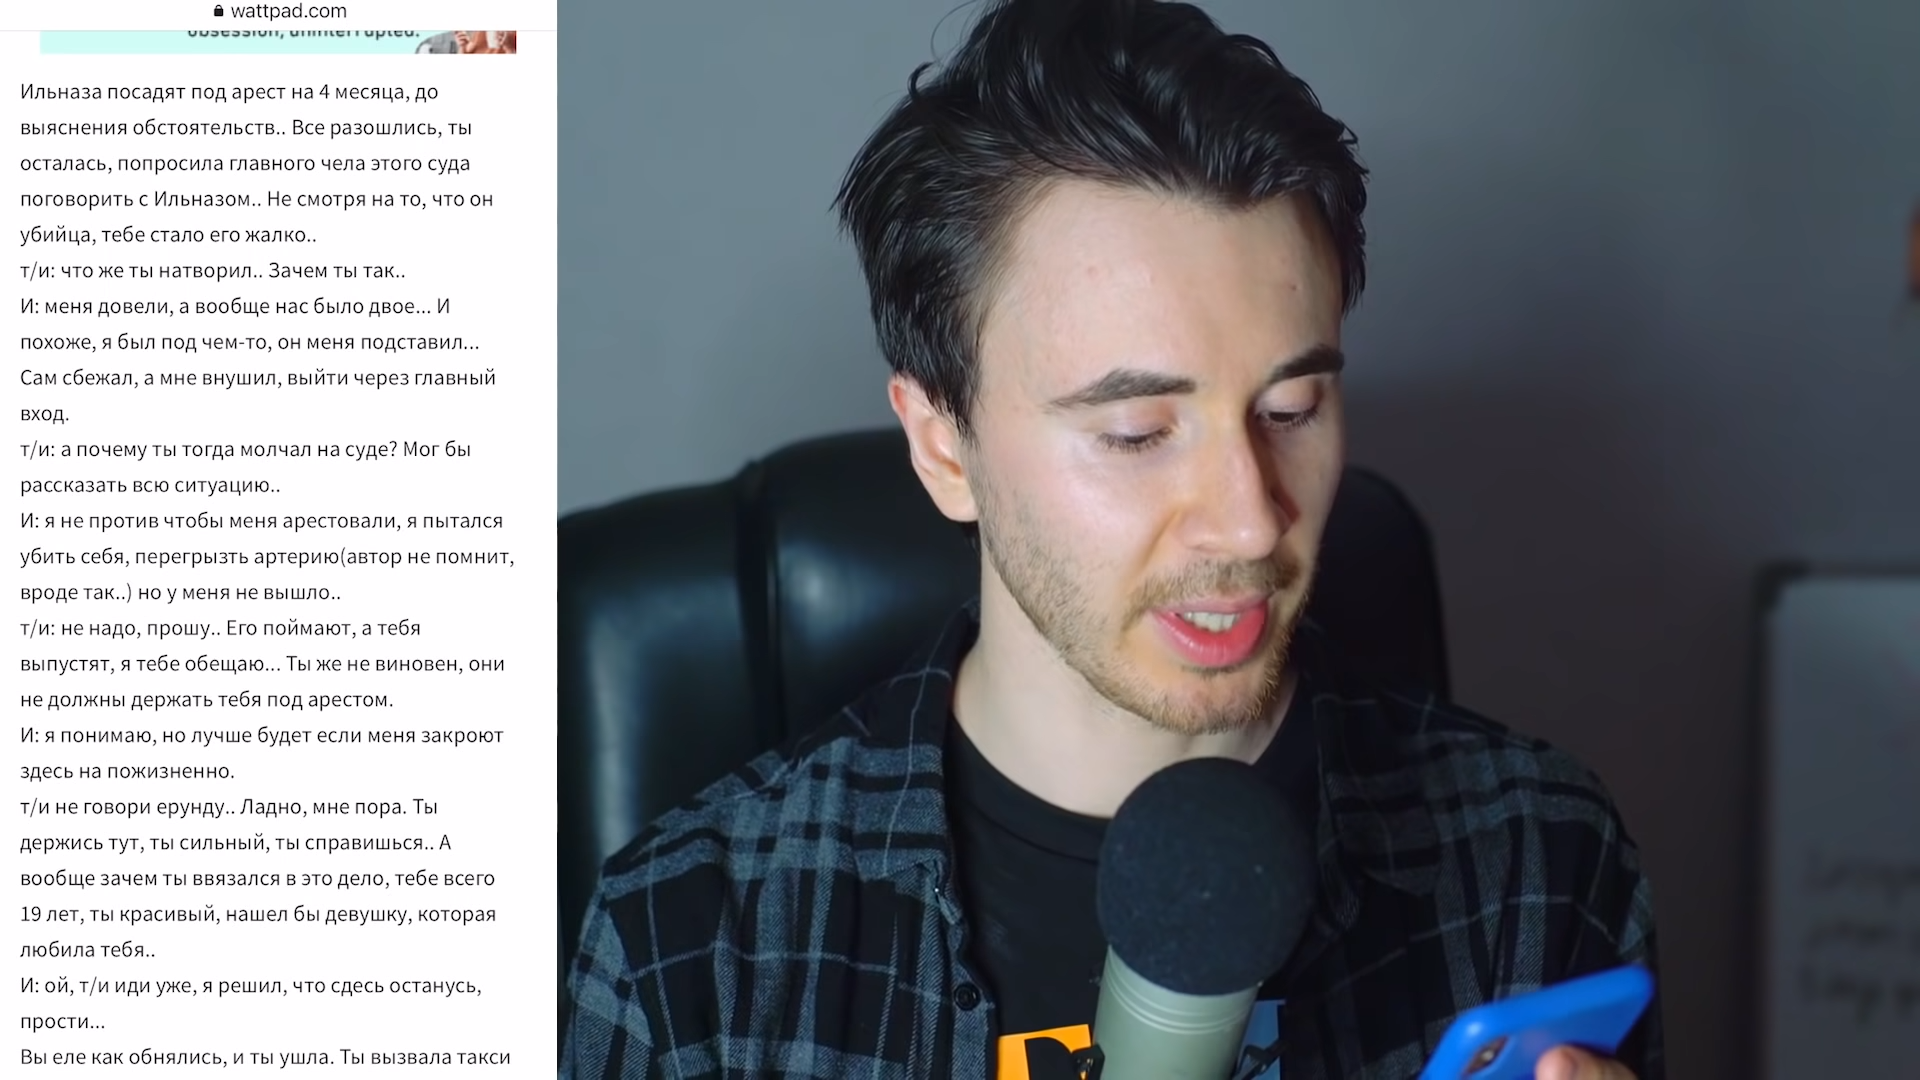 wattpad.com
obsession, uninterrupted.
Ильназа посадят под арест на 4 месяца, до
выяснения обстоятельств.. Все разошлись, ты
осталась, попросила главного чела этого суда
поговорить с Ильназом.. Не смотря на то, что он
убийца, тебе стало его жалко..
т/и: что же ты натворил.. Зачем ты так..
И: меня довели, а вообще нас было двое... И
похоже, я был под чем-то, он меня подставил...
Сам сбежал, а мне внушил, выйти через главный
вход.
т/и: а почему ты тогда молчал на суде? Мог бы
рассказать всю ситуацию..
И: я не против чтобы меня арестовали, я пытался
убить себя, перегрызть артерию(автор не помнит,
вроде так..) но у меня не вышло..
т/и: не надо, прошу.. Его поймают, а тебя
выпустят, я тебе обещаю... Ты же не виновен, они
не должны держать тебя под арестом.
И: я понимаю, но лучше будет если меня закроют
здесь на пожизненно.
т/и не говори ерунду.. Ладно, мне пора. Ты
держись тут, ты сильный, ты справишься.. А
вообще зачем ты ввязался в это дело, тебе всего
19 лет, ты красивый, нашел бы девушку, которая
любила тебя..
И: ой, т/и иди уже, я решил, что сдесь останусь,
прости...
Вы еле как обнялись, и ты ушла. Ты вызвала такси